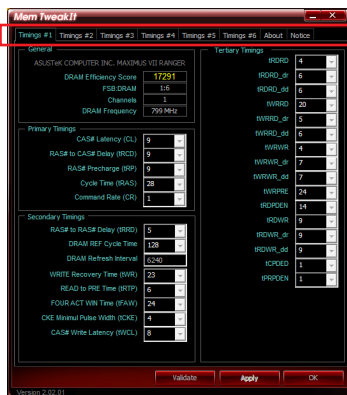 Mem TweakIt
Timings #1 Timings #2 Timings #3 Timings #4 Timings #5 Timings #6 About Notice
General
ASUSTeK COMPUTER INC. MAXIMUS VII RANGER
DRAM Efficiency Score 17291
FSB:DRAM 1:6
Channels 1
DRAM Frequency 799 MHz
Primary Timings
CAS# Latency (CL) 9
RAS# to CAS# Delay (tRCD) 9
RAS# Precharge (tRP) 9
Cycle Time (tRAS) 28
Command Rate (CR) 1
Secondary Timings
RAS# to RAS# Delay (tRRD) 5
DRAM REF Cycle Time 128
DRAM Refresh Interval 6240
WRITE Recovery Time (tWR) 23
READ to PRE Time (tRTP) 6
FOUR ACT WIN Time (tFAW) 24
CKE Minimul Pulse Width (tCKE) 4
CAS# Write Latency (tWCL) 8
Tertiary Timings
tRDRD 4
tRDRD_dr 6
tRDRD_dd 6
tWRRD 20
tWRRD_dr 5
tWRRD_dd 6
tWRWR 4
tWRWR_dr 7
tWRWR_dd 7
tWRPRE 24
tRDPDEN 14
tRDWR 9
tRDWR_dr 9
tRDWR_dd 9
tCPDED 1
tPRPDEN 1
Validate Apply OK
Version 2.02.01